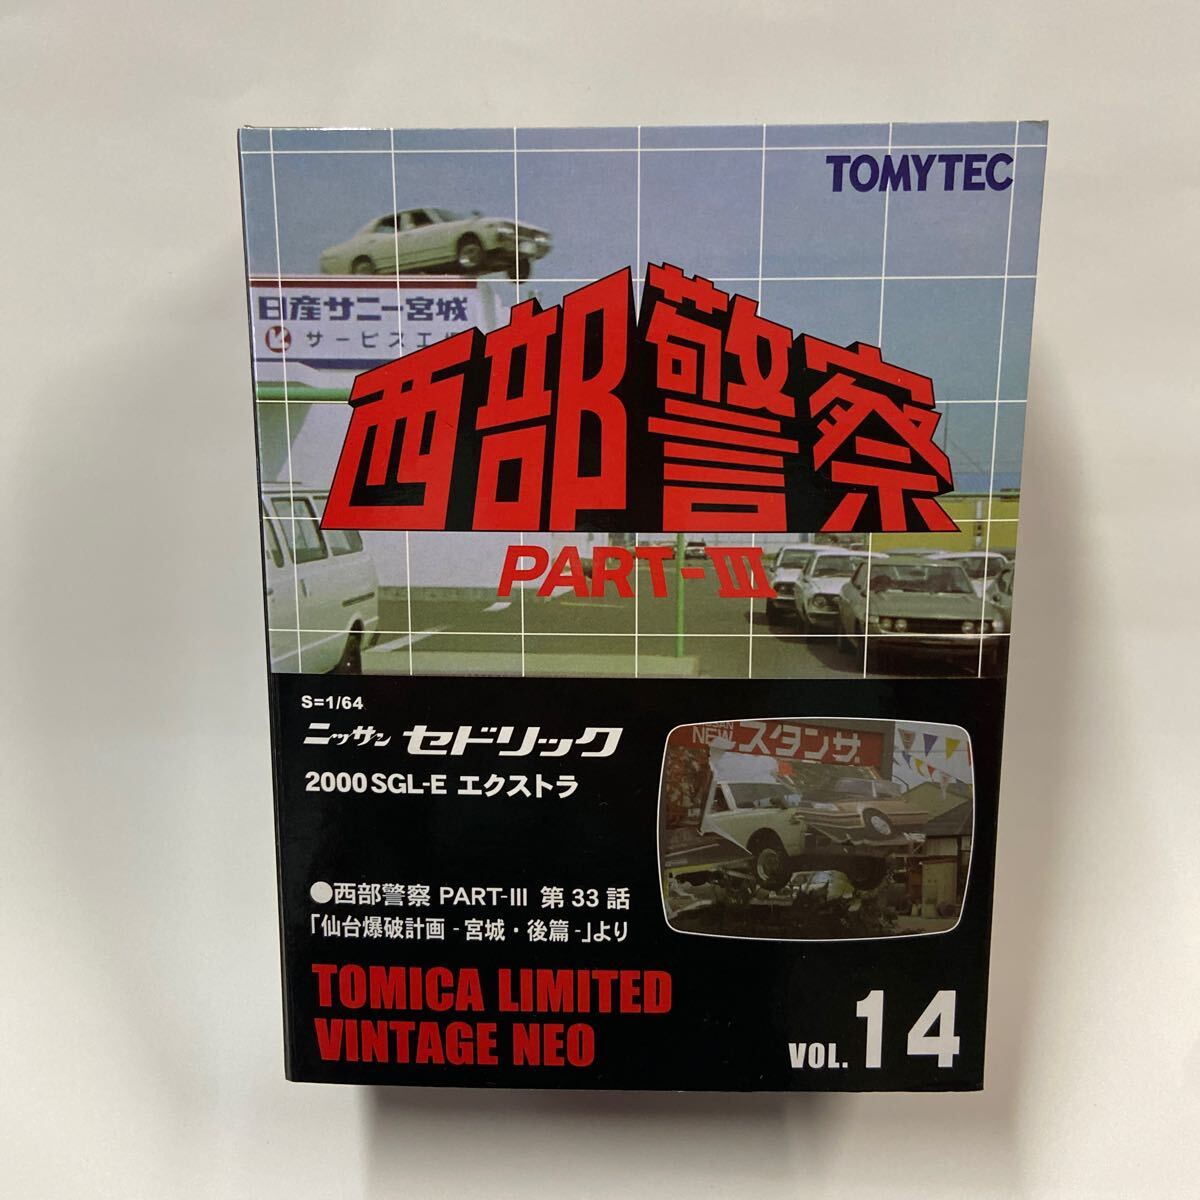 TOMYTEC
日産サニー宮城
サービスエ
西部警察
PART-III
S=1/64
ニッサン セドリック
2000 SGL-E エクストラ
NEW スタンザ
●西部警察 PART-III 第33話
「仙台爆破計画 - 宮城・後篇 -」より
TOMICA LIMITED
VINTAGE NEO
VOL.14